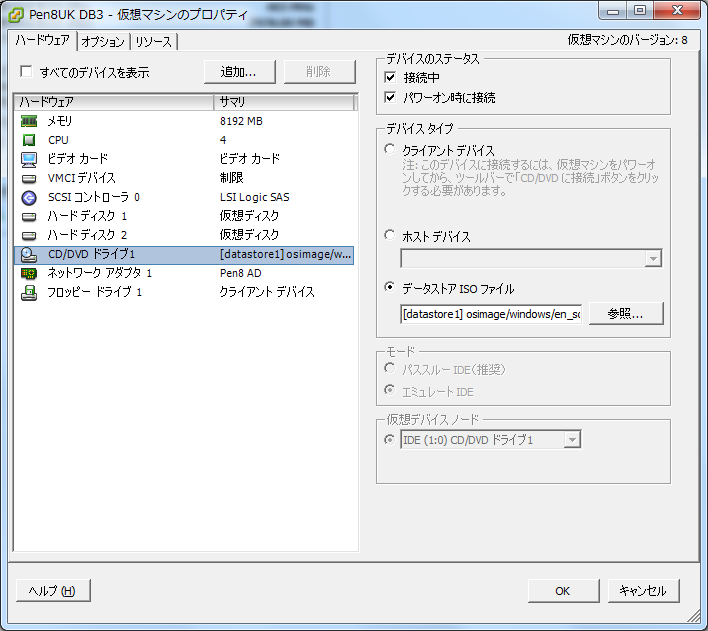 Pen8UK DB3 - 仮想マシンのプロパティ
ハードウェア オプション リソース
仮想マシンのバージョン: 8
すべてのデバイスを表示
追加...
削除
ハードウェア サマリ
メモリ 8192 MB
CPU 4
ビデオ カード ビデオ カード
VMCI デバイス 制限
SCSI コントローラ 0 LSI Logic SAS
ハード ディスク 1 仮想ディスク
ハード ディスク 2 仮想ディスク
CD/DVD ドライブ1 [datastore1] osimage/w...
ネットワーク アダプタ 1 Pen8 AD
フロッピー ドライブ 1 クライアント デバイス
デバイスのステータス
接続中
パワーオン時に接続
デバイス タイプ
クライアント デバイス
注: このデバイスに接続するには、仮想マシンをパワーオ
ンしてから、ツールバーで「CD/DVD に接続」ボタンをクリッ
クする必要があります。
ホスト デバイス
データストア ISO ファイル
[datastore1] osimage/windows/en_sc
参照...
モード
パススルー IDE（推奨）
エミュレート IDE
仮想デバイス ノード
IDE (1:0) CD/DVD ドライブ1
ヘルプ (H)
OK
キャンセル